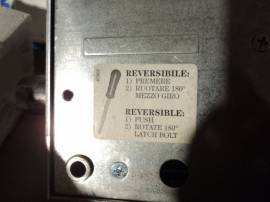 REVERSIBILE:
1) PREMERE
2) RUOTARE 180°
MEZZO GIRO
REVERSIBLE:
1) PUSH
2) ROTATE 180°
LATCH BOLT